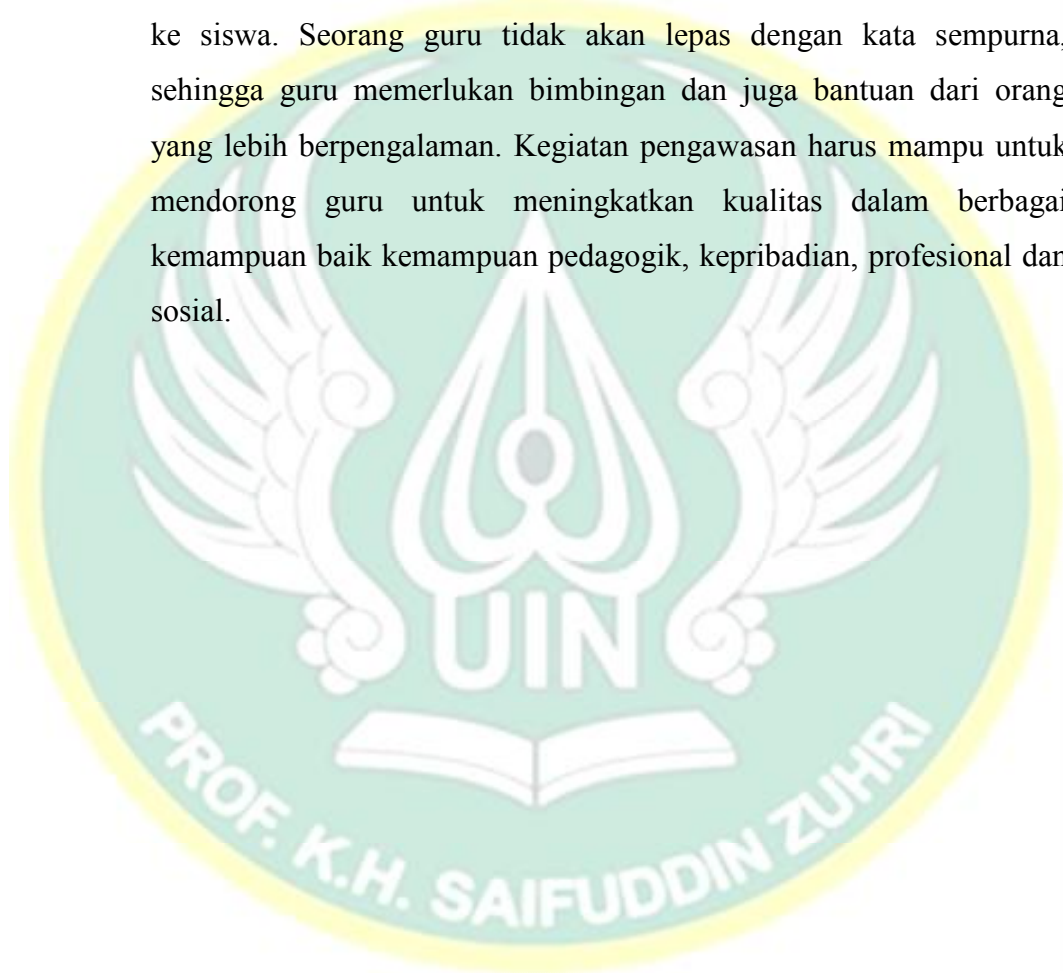 ke siswa. Seorang guru tidak akan lepas dengan kata sempurna,
sehingga guru memerlukan bimbingan dan juga bantuan dari orang
yang lebih berpengalaman. Kegiatan pengawasan harus mampu untuk
mendorong guru untuk meningkatkan kualitas dalam berbagai
kemampuan baik kemampuan pedagogik, kepribadian, profesional dan
sosial.
UIN
PROF. K.H. SAIFUDDIN ZUHRI